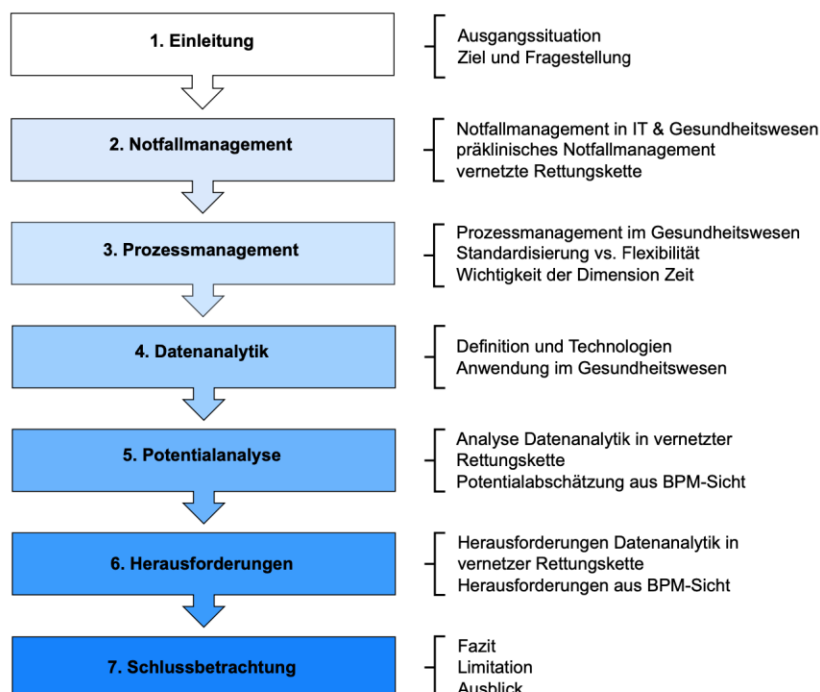 1. Einleitung
Ausgangssituation
Ziel und Fragestellung
2. Notfallmanagement
Notfallmanagement in IT & Gesundheitswesen
präklinisches Notfallmanagement
vernetzte Rettungskette
3. Prozessmanagement
Prozessmanagement im Gesundheitswesen
Standardisierung vs. Flexibilität
Wichtigkeit der Dimension Zeit
4. Datenanalytik
Definition und Technologien
Anwendung im Gesundheitswesen
5. Potentialanalyse
Analyse Datenanalytik in vernetzter
Rettungskette
Potentialabschätzung aus BPM-Sicht
6. Herausforderungen
Herausforderungen Datenanalytik in
vernetzer Rettungskette
Herausforderungen aus BPM-Sicht
7. Schlussbetrachtung
Fazit
Limitation
Ausblick